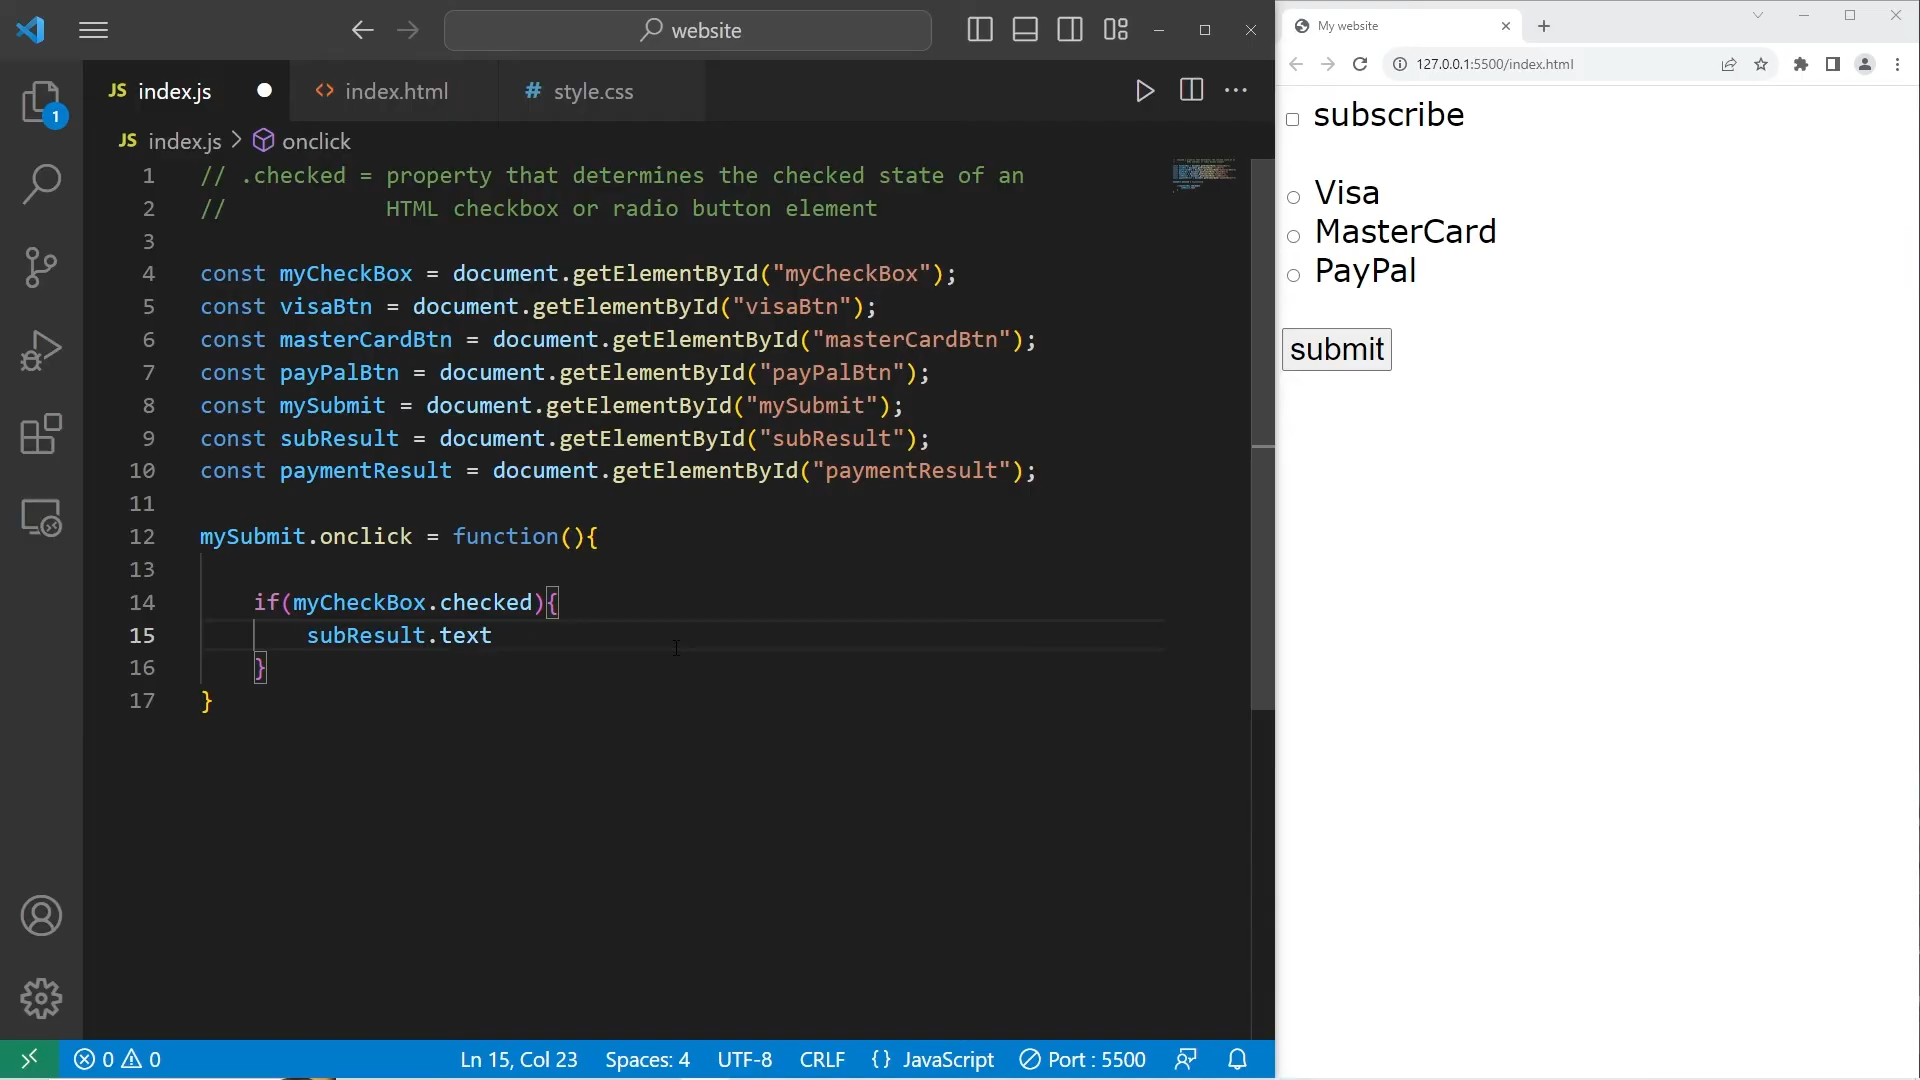 website
JS index.js
<> index.html
# style.css
1
JS index.js > onclick
1 // .checked = property that determines the checked state of an
2 //            HTML checkbox or radio button element
3
4 const myCheckBox = document.getElementById("myCheckBox");
5 const visaBtn = document.getElementById("visaBtn");
6 const masterCardBtn = document.getElementById("masterCardBtn");
7 const payPalBtn = document.getElementById("payPalBtn");
8 const mySubmit = document.getElementById("mySubmit");
9 const subResult = document.getElementById("subResult");
10 const paymentResult = document.getElementById("paymentResult");
11
12 mySubmit.onclick = function(){
13
14     if(myCheckBox.checked){
15         subResult.text
16     }
17 }
0 0
Ln 15, Col 23
Spaces: 4
UTF-8
CRLF
{ } JavaScript
Port : 5500
My website
127.0.0.1:5500/index.html
subscribe
Visa
MasterCard
PayPal
submit